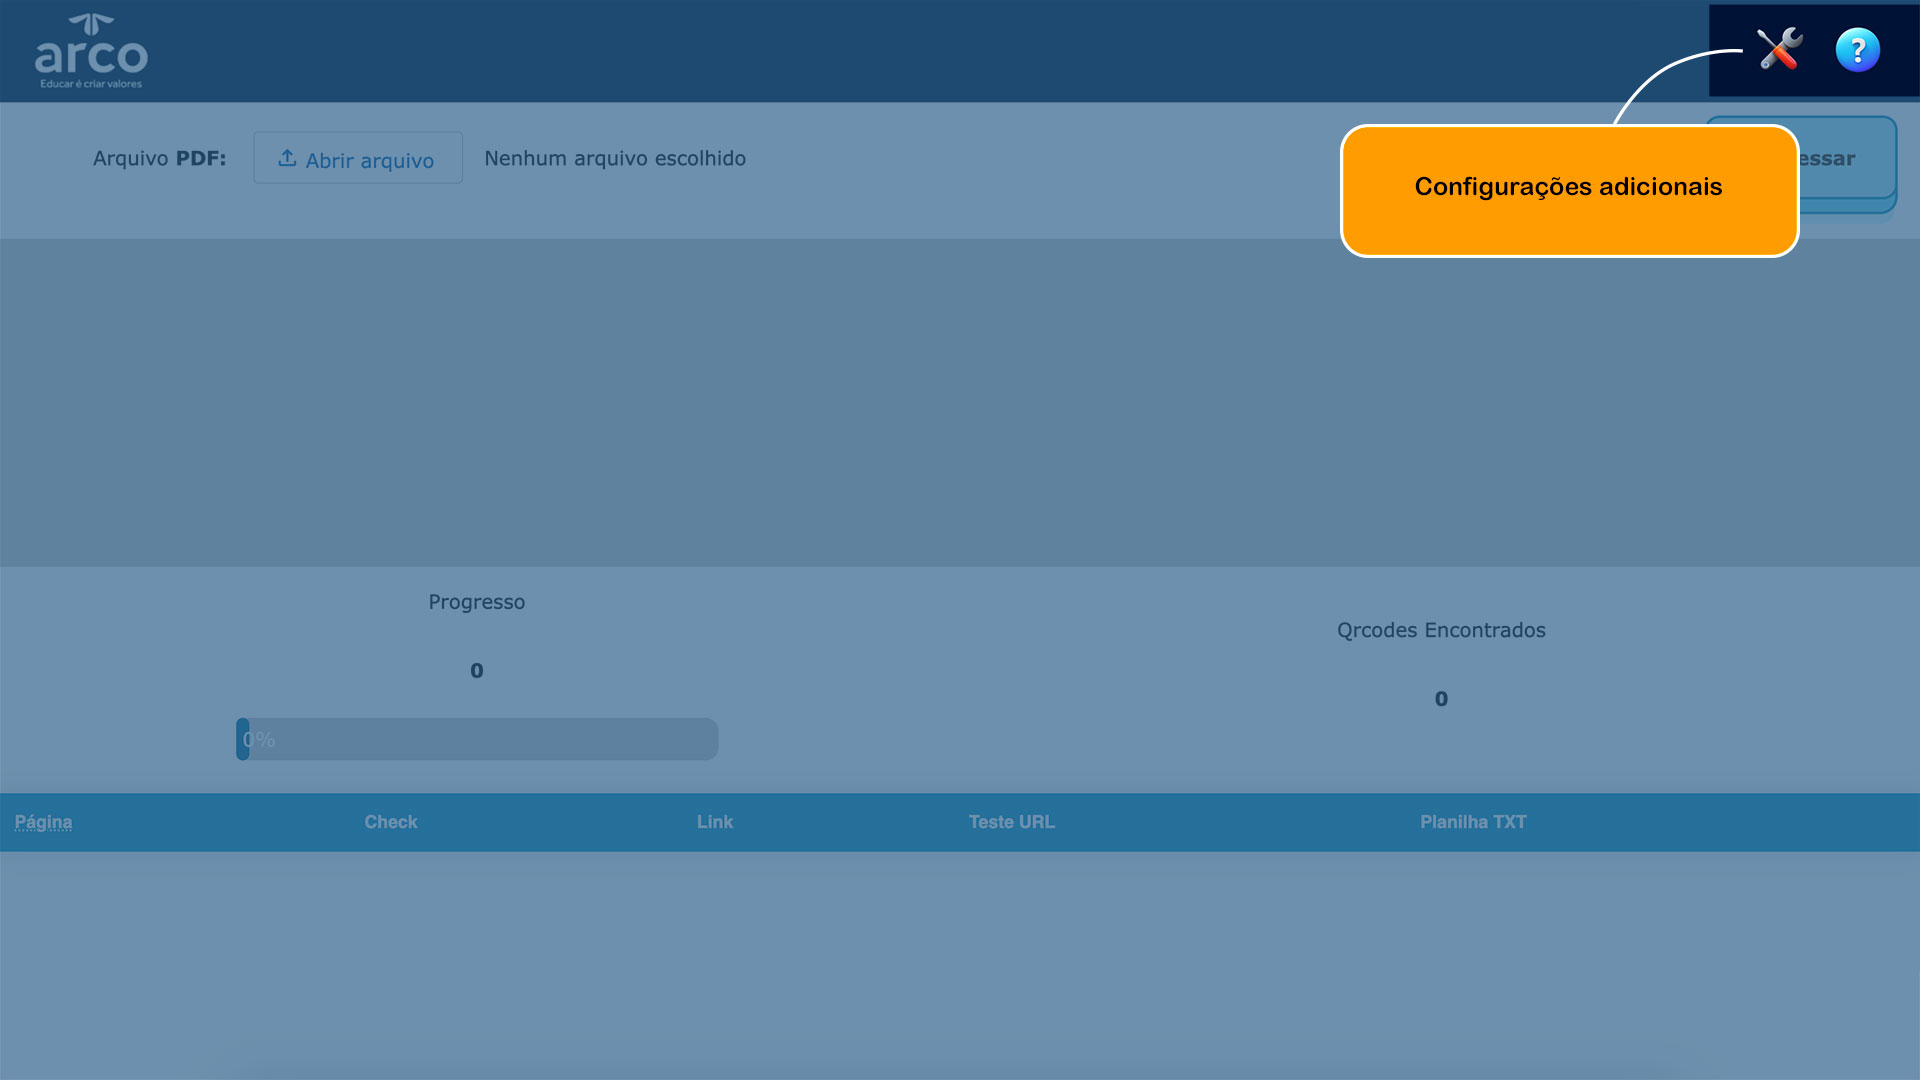 arco
Educar é criar valores
?
Arquivo PDF:
Abrir arquivo
Nenhum arquivo escolhido
Configurações adicionais
essar
Progresso
0
0%
Qrcodes Encontrados
0
Página
Check
Link
Teste URL
Planilha TXT